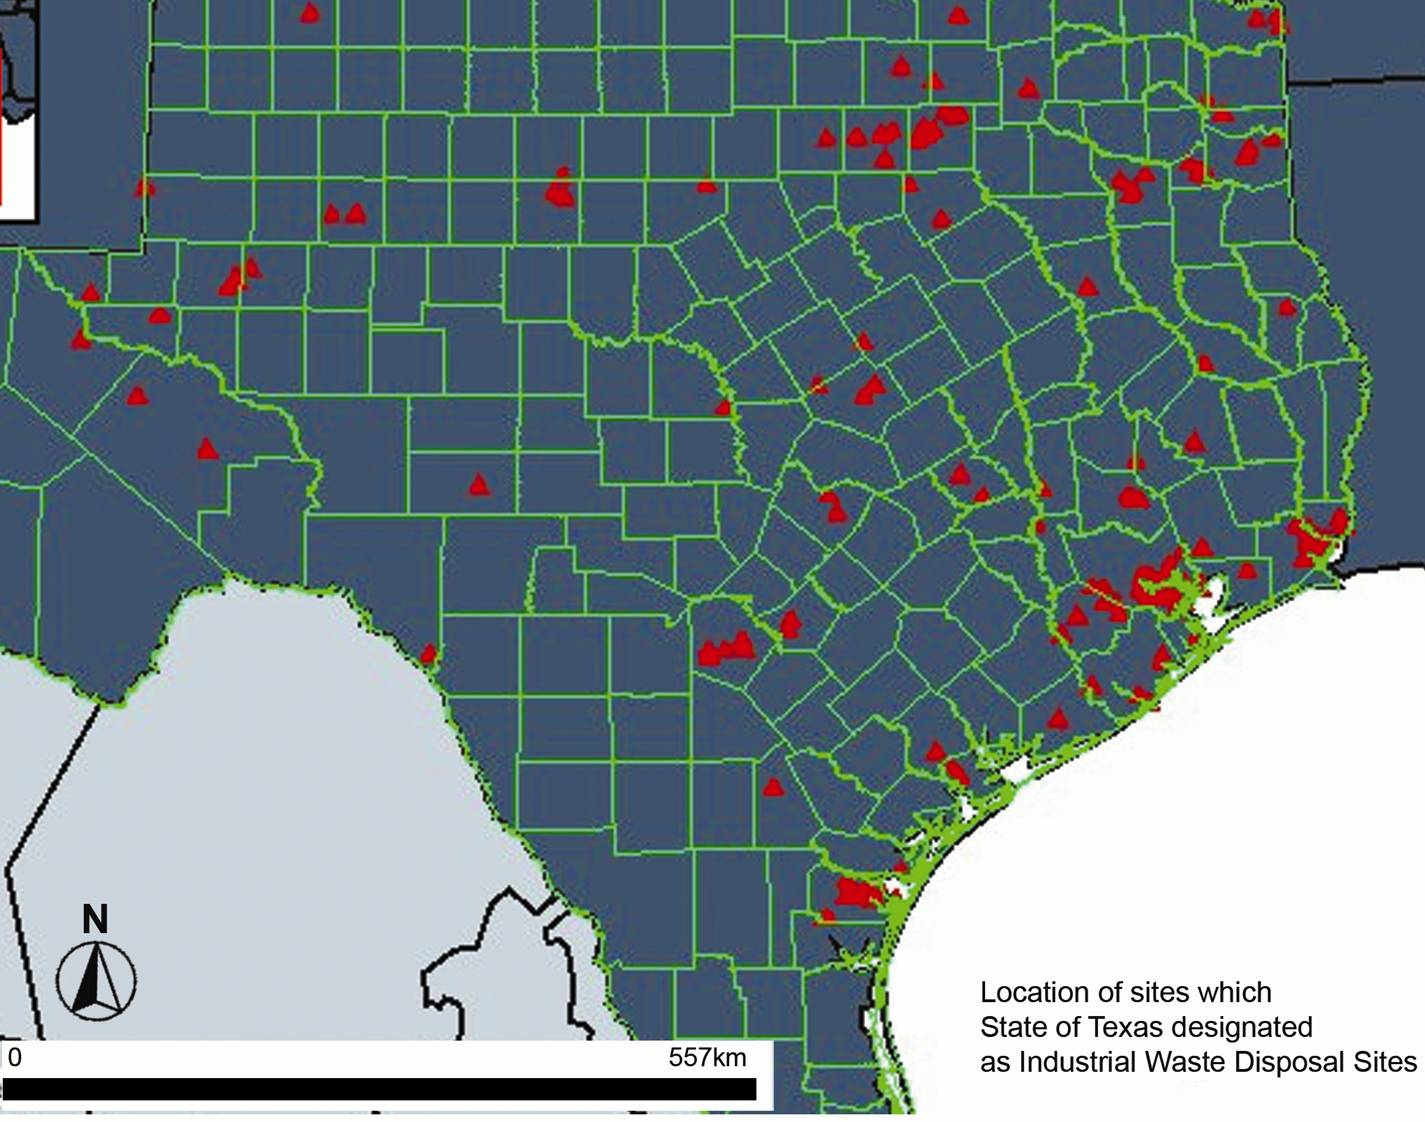 N
0 557km
Location of sites which
State of Texas designated
as Industrial Waste Disposal Sites